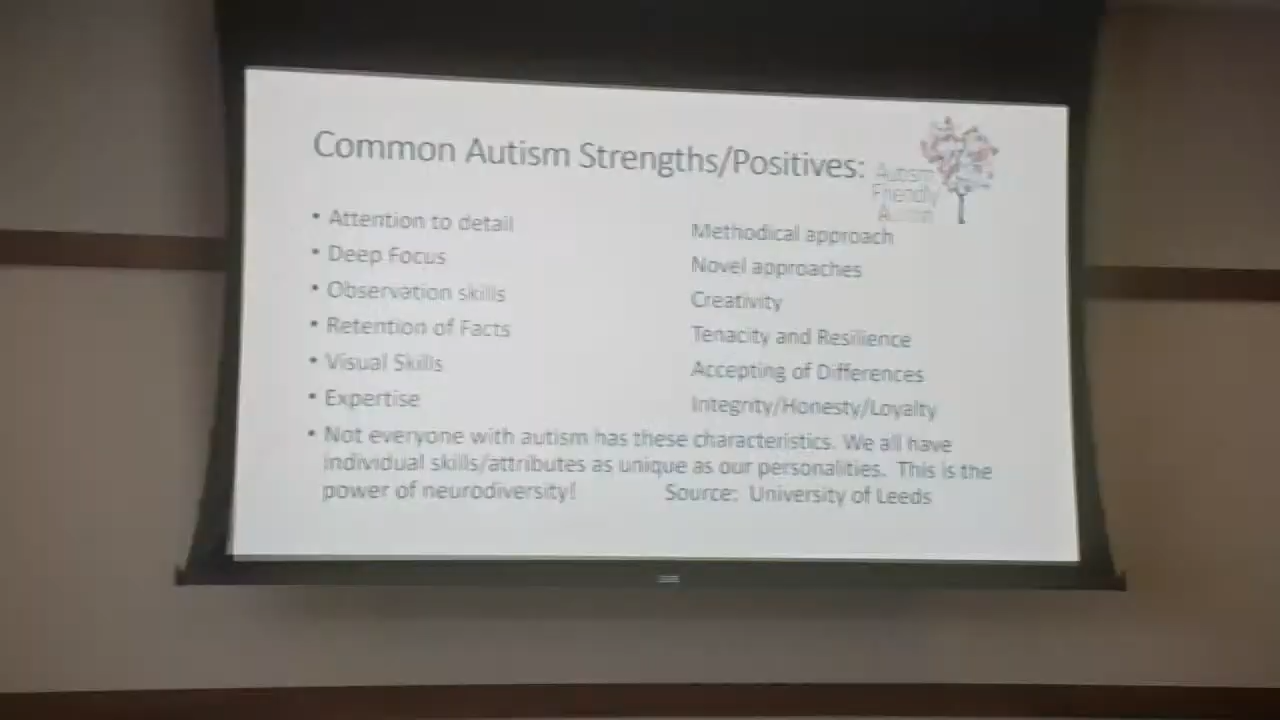 Common Autism Strengths/Positives:
Autism
Friendly
Austin
• Attention to detail
• Deep Focus
• Observation skills
• Retention of Facts
• Visual Skills
• Expertise
Methodical approach
Novel approaches
Creativity
Tenacity and Resilience
Accepting of Differences
Integrity/Honesty/Loyalty
• Not everyone with autism has these characteristics. We all have
individual skills/attributes as unique as our personalities. This is the
power of neurodiversity! Source: University of Leeds